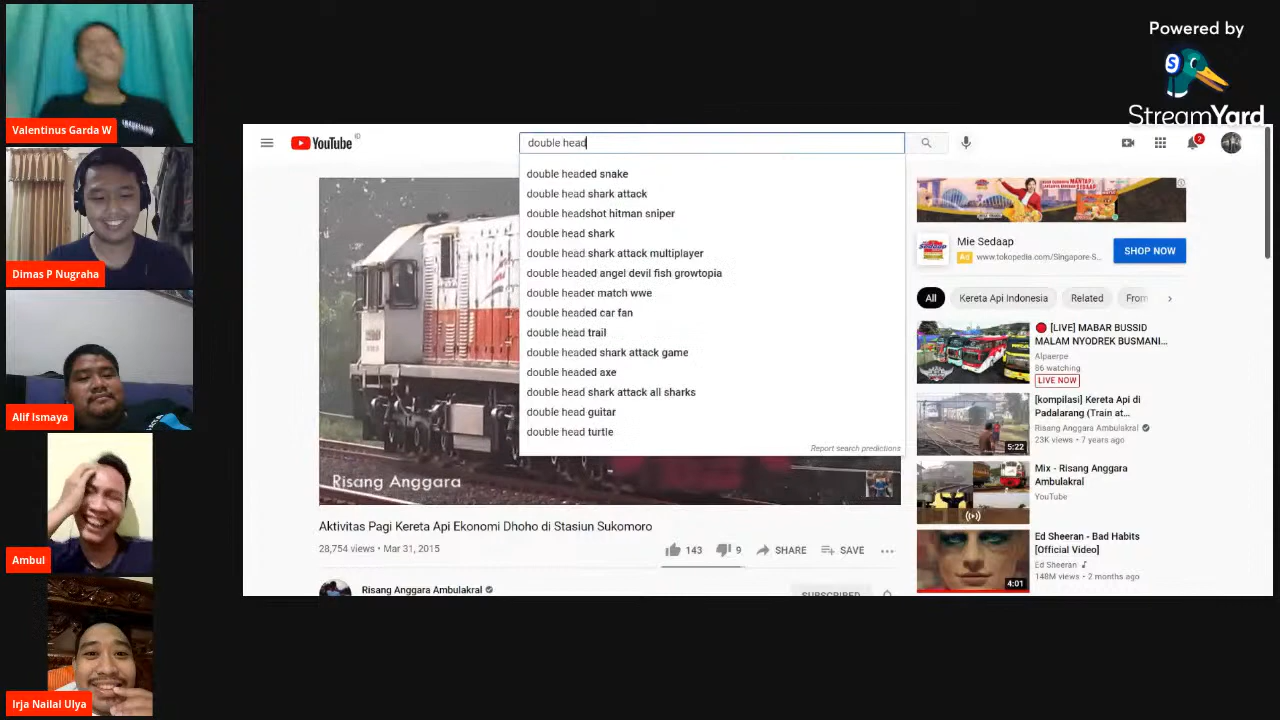 Powered by
StreamYard
Valentinus Garda W
Dimas P Nugraha
Alif Ismaya
Ambul
Irja Nailal Ulya
YouTube ID
double head
2
double headed snake
double head shark attack
double headshot hitman sniper
double head shark
double head shark attack multiplayer
double headed angel devil fish growtopia
double header match wwe
double headed car fan
double head trail
double headed shark attack game
double headed axe
double head shark attack all sharks
double head guitar
double head turtle
Report search predictions
Risang Anggara
Aktivitas Pagi Kereta Api Ekonomi Dhoho di Stasiun Sukomoro
28,754 views • Mar 31, 2015
143
9
SHARE
SAVE
Risang Anggara Ambulakral
SUBSCRIBED
Mie Sedaap
Ad www.tokopedia.com/Singapore-S...
SHOP NOW
All
Kereta Api Indonesia
Related
From
[LIVE] MABAR BUSSID
MALAM NYODREK BUSMANI...
Alpaerpe
86 watching
LIVE NOW
[kompilasi] Kereta Api di
Padalarang (Train at...
Risang Anggara Ambulakral
23K views • 7 years ago
5:22
Mix - Risang Anggara
Ambulakral
YouTube
Ed Sheeran - Bad Habits
[Official Video]
Ed Sheeran
148M views • 2 months ago
4:01